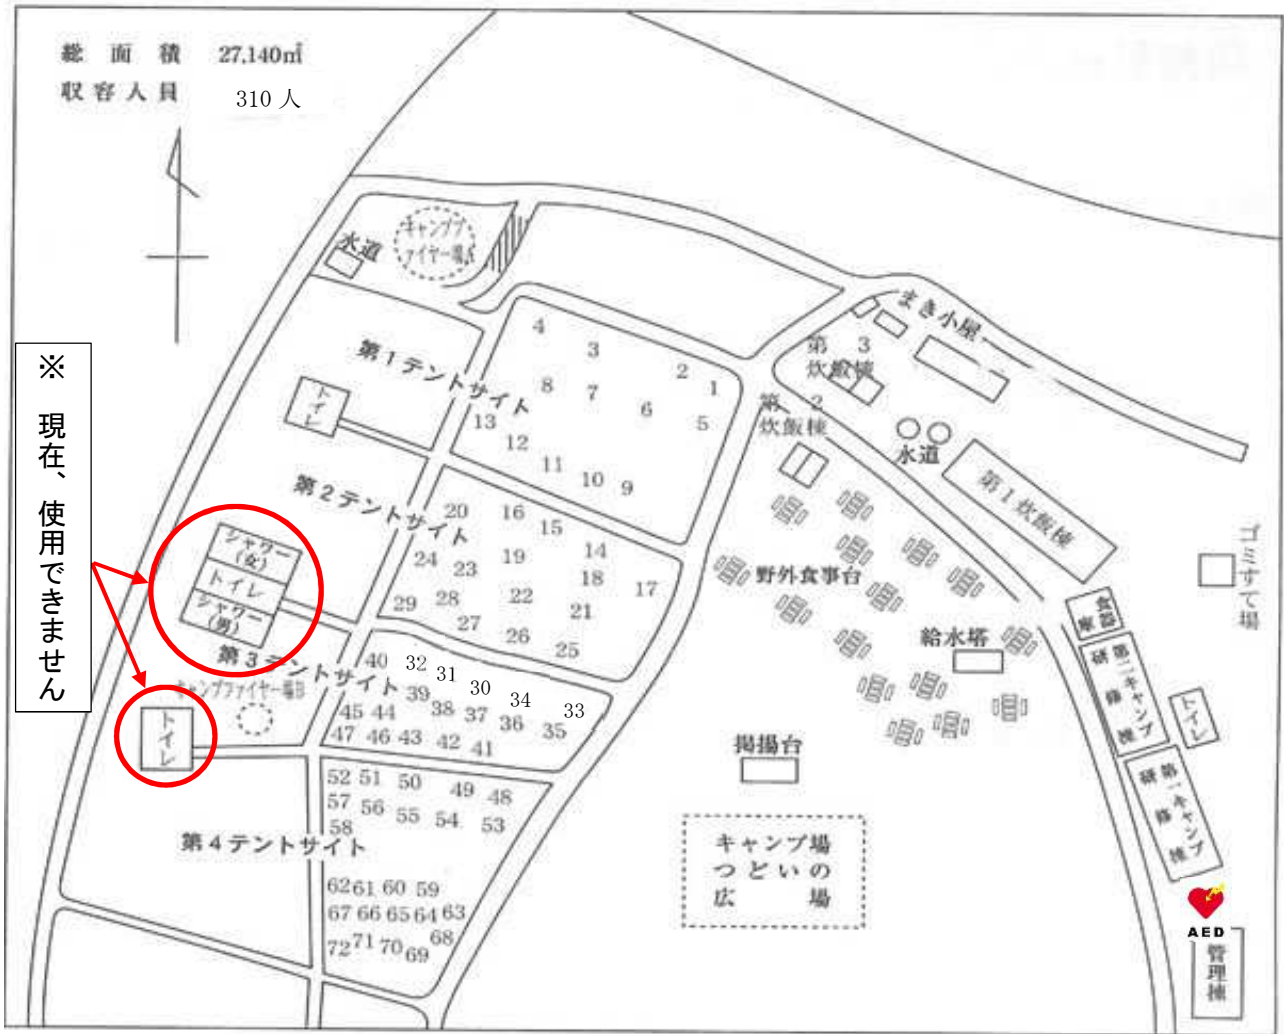 総面積 27,140㎡
収容人員 310人
※ 現在、使用できません
水道
キャンプファイヤー場A
まき小屋
第3炊飯棟
第2炊飯棟
水道
第1炊飯棟
ゴミすて場
第1テントサイト
トイレ
4
3
2
1
8
7
6
5
13
12
11
10
9
第2テントサイト
20
16
15
14
24
23
19
18
17
29
28
27
22
21
26
25
シャワー(女)
トイレ
シャワー(男)
第3テントサイト
キャンプファイヤー場B
トイレ
40
32
31
30
34
33
39
38
37
36
35
45
44
47
46
43
42
41
野外食事台
給水塔
食器庫
第二キャンプ研修棟
トイレ
第一キャンプ研修棟
掲揚台
キャンプ場
つどいの
広場
第4テントサイト
52
51
50
49
48
57
56
55
54
53
58
62
61
60
59
67
66
65
64
63
72
71
70
69
68
AED
管理棟